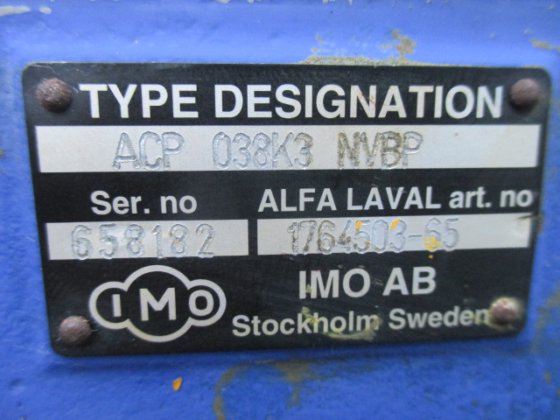 TYPE DESIGNATION
ACP 038K3 NVBP
Ser. no ALFA LAVAL art. no
658182 1764503-65
IMO IMO AB
Stockholm Sweden